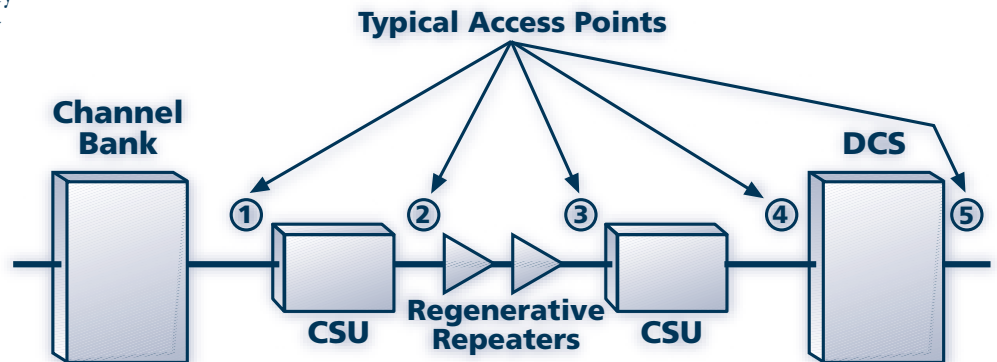 Typical Access Points
Channel
Bank
DCS
1
2
3
4
5
CSU
Regenerative
Repeaters
CSU